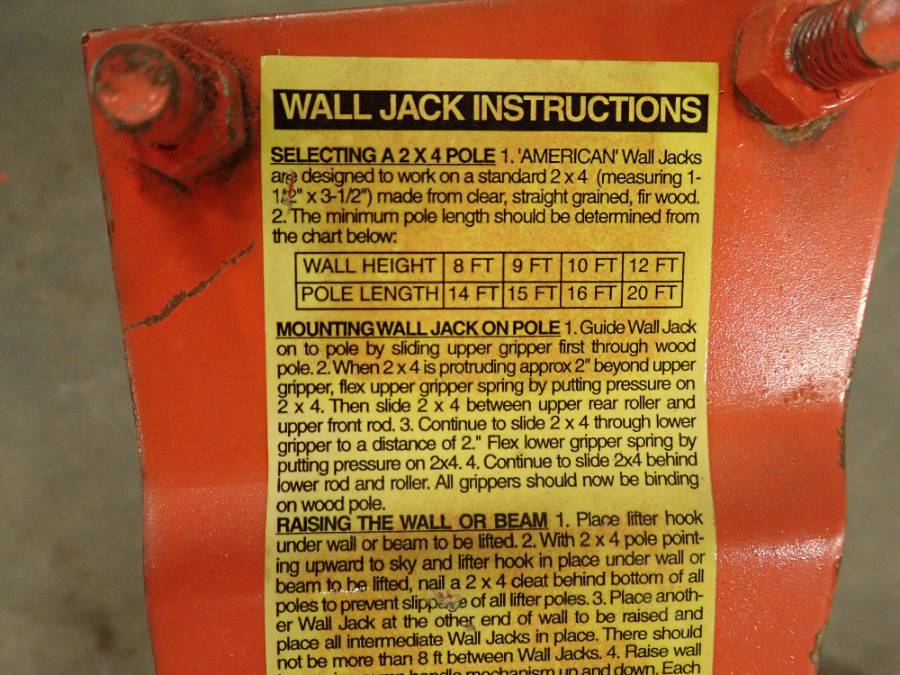 WALL JACK INSTRUCTIONS
SELECTING A 2 X 4 POLE 1. 'AMERICAN' Wall Jacks
are designed to work on a standard 2 x 4 (measuring 1-
1/2" x 3-1/2") made from clear, straight grained, fir wood.
2. The minimum pole length should be determined from
the chart below:
WALL HEIGHT 8 FT 9 FT 10 FT 12 FT
POLE LENGTH 14 FT 15 FT 16 FT 20 FT
MOUNTING WALL JACK ON POLE 1. Guide Wall Jack
on to pole by sliding upper gripper first through wood
pole. 2. When 2 x 4 is protruding approx 2" beyond upper
gripper, flex upper gripper spring by putting pressure on
2 x 4. Then slide 2 x 4 between upper rear roller and
upper front rod. 3. Continue to slide 2 x 4 through lower
gripper to a distance of 2." Flex lower gripper spring by
putting pressure on 2x4. 4. Continue to slide 2x4 behind
lower rod and roller. All grippers should now be binding
on wood pole.
RAISING THE WALL OR BEAM 1. Place lifter hook
under wall or beam to be lifted. 2. With 2 x 4 pole point-
ing upward to sky and lifter hook in place under wall or
beam to be lifted, nail a 2 x 4 cleat behind bottom of all
poles to prevent slippage of all lifter poles. 3. Place anoth-
er Wall Jack at the other end of wall to be raised and
place all intermediate Wall Jacks in place. There should
not be more than 8 ft between Wall Jacks. 4. Raise wall
handle mechanism up and down. Each